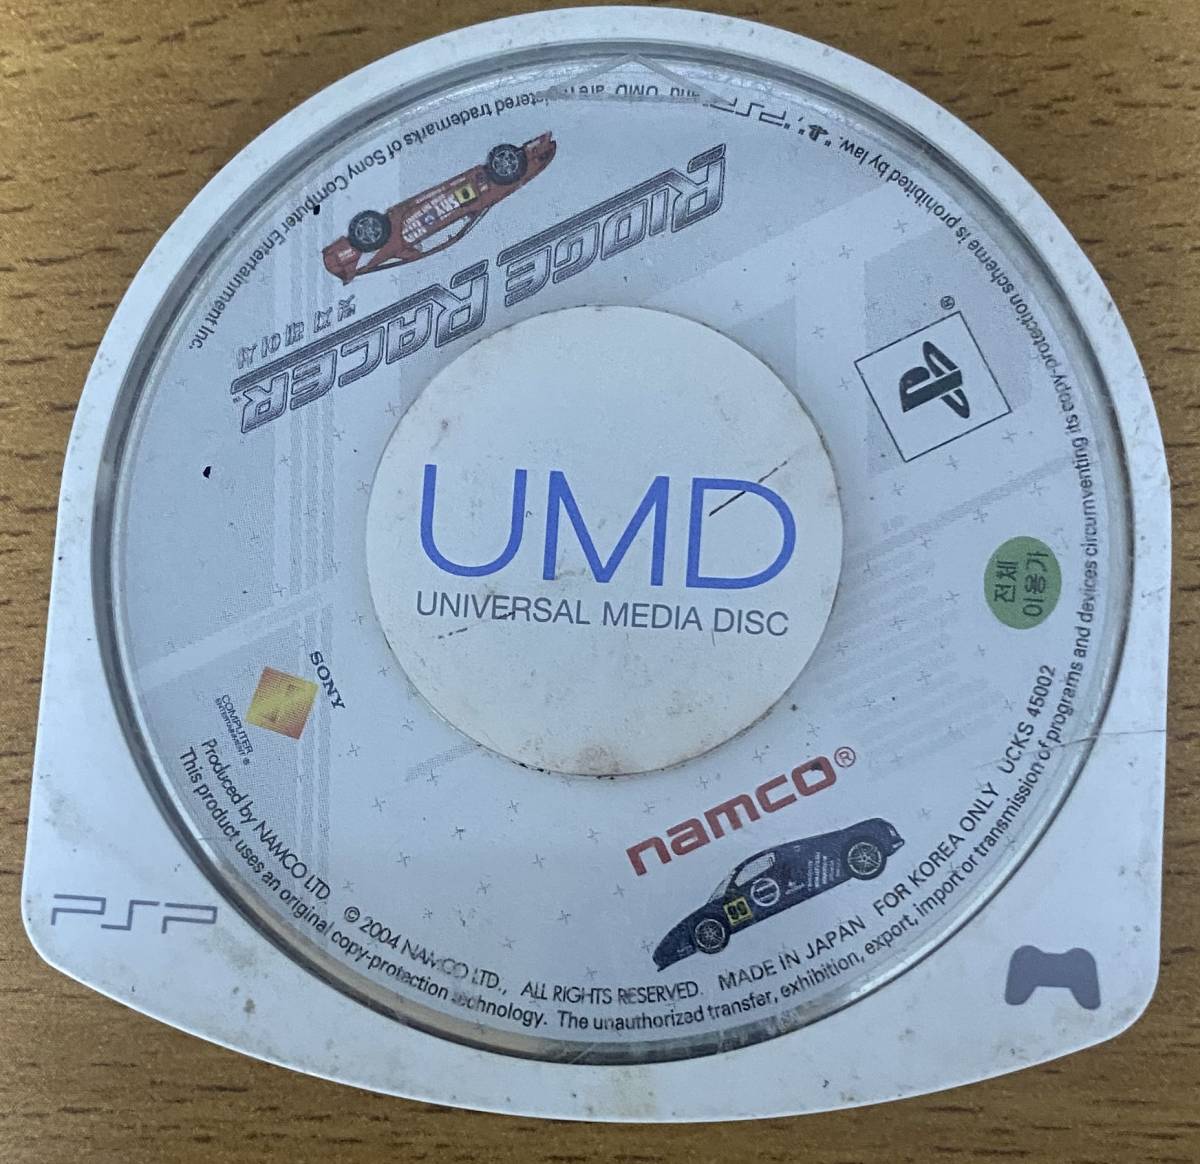 RIDGE RACER™
릿지 레이서
UMD
UNIVERSAL MEDIA DISC
®
전체
이용가
SONY
COMPUTER
ENTERTAINMENT®
namco®
90
Produced by NAMCO LTD. © 2004 NAMCO LTD., ALL RIGHTS RESERVED. MADE IN JAPAN FOR KOREA ONLY UCKS 45002
This product uses an original copy-protection technology. The unauthorized transfer, exhibition, export, import or transmission of programs and devices circumventing its copy-protection scheme is prohibited by law. " ", " PSP " and " UMD " are registered trademarks of Sony Computer Entertainment Inc.
PSP